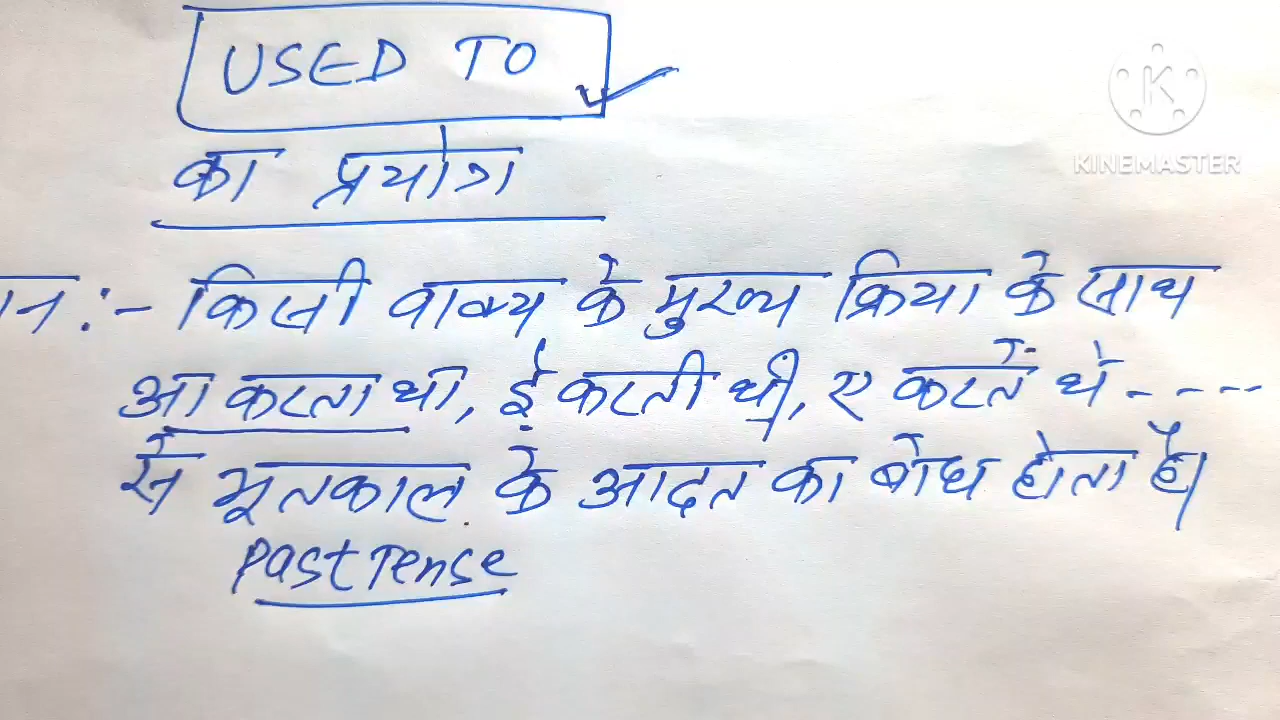 USED TO
का प्रयोग
न :- किसी वाक्य के मुख्य क्रिया के साथ
आ करता था, ई करती थी, ए करते थे - - - -
से भूतकाल के आदत का बोध होता है।
Past Tense
K
KINEMASTER